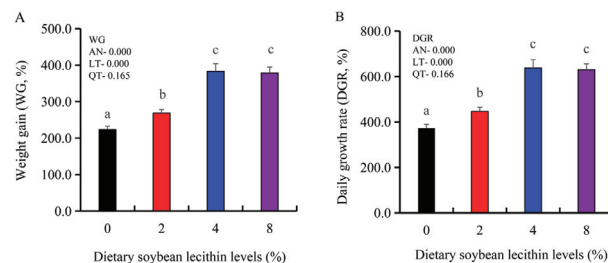 A
Weight gain (WG, %)
500.0
400.0
300.0
200.0
100.0
0.0
WG
AN- 0.000
LT- 0.000
QT- 0.165
a
b
c
c
0
2
4
8
Dietary soybean lecithin levels (%)
B
Daily growth rate (DGR, %)
800.0
600.0
400.0
200.0
0.0
DGR
AN- 0.000
LT- 0.000
QT- 0.166
a
b
c
c
0
2
4
8
Dietary soybean lecithin levels (%)